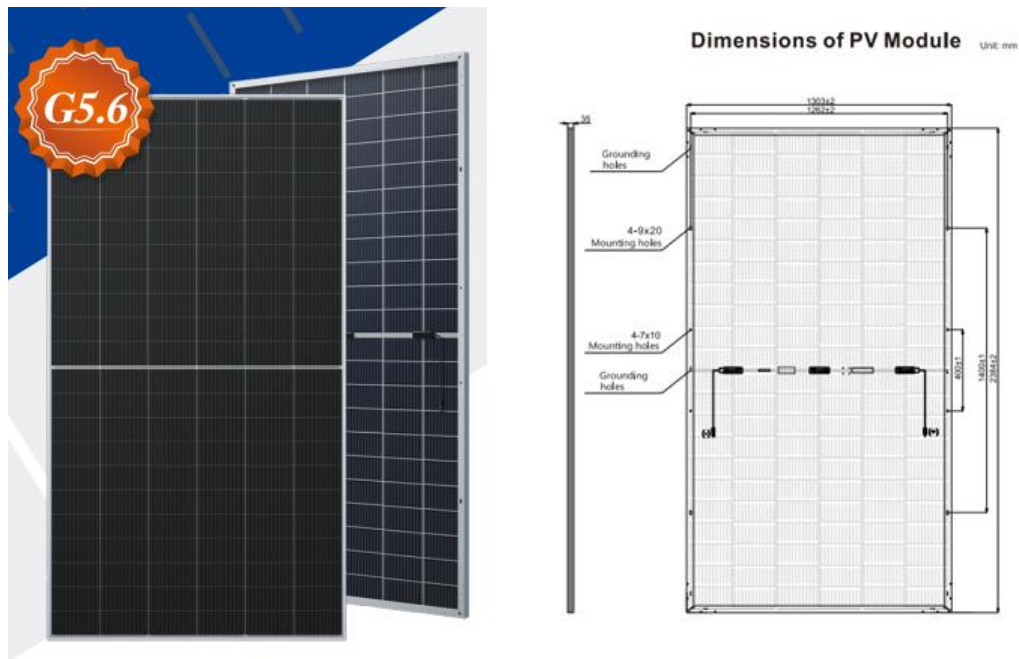 G5.6
Dimensions of PV Module
Unit: mm
1303±2
1262±2
35
Grounding
holes
4-9x20
Mounting holes
4-7x10
Mounting holes
Grounding
holes
400±1
1400±1
2384±2
(-)
(+)